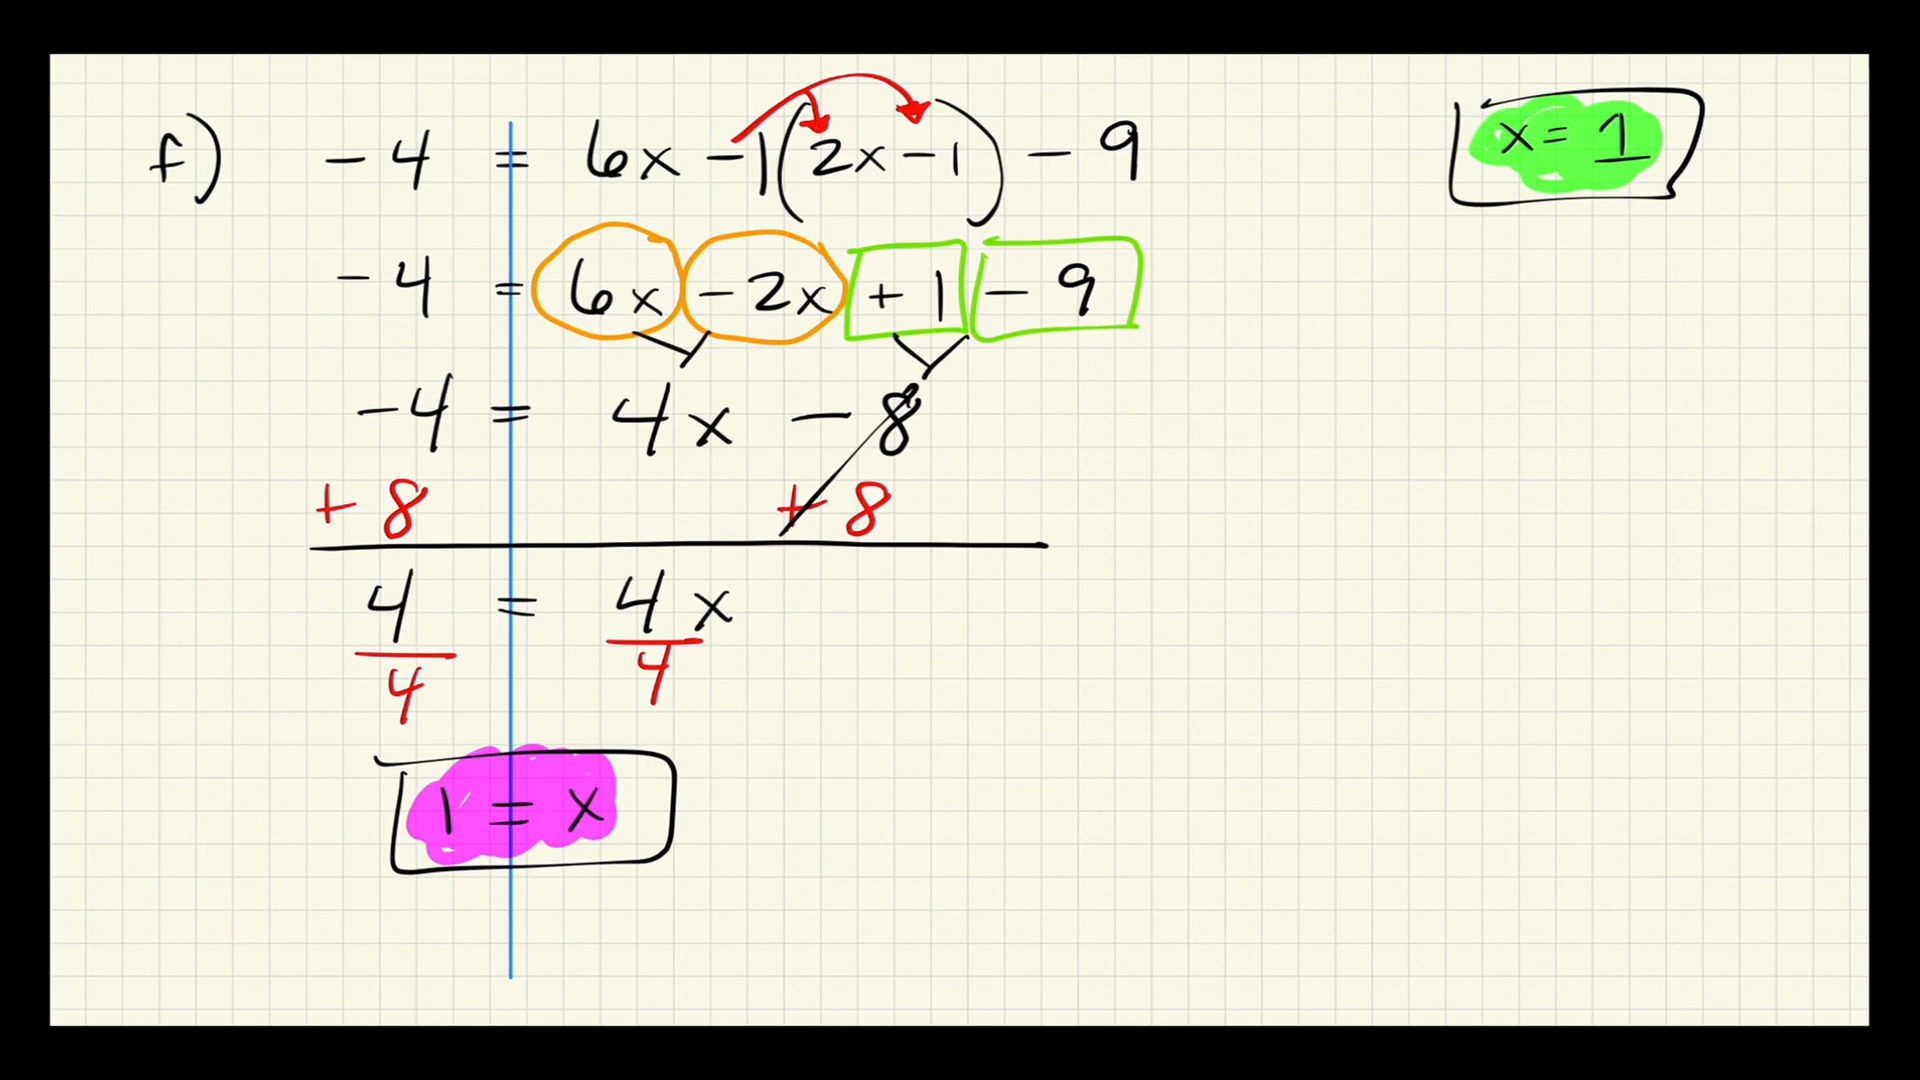 f) -4 = 6x -1(2x -1) - 9
x = 1
-4 = 6x - 2x + 1 - 9
-4 = 4x - 8
+ 8 + 8
4 = 4x
4 4
1 = x